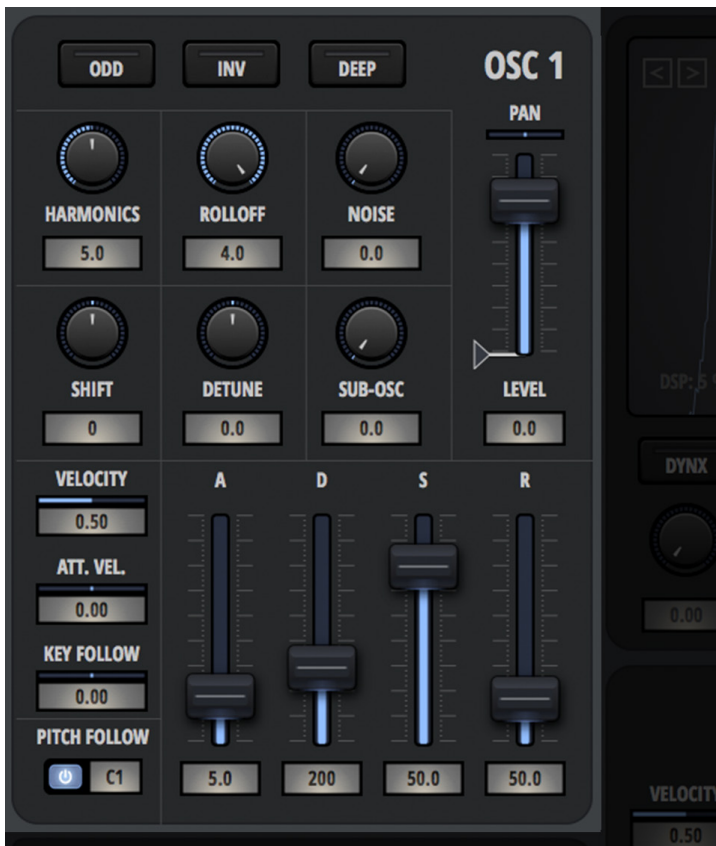 ODD INV DEEP OSC 1
PAN
HARMONICS ROLLOFF NOISE
5.0 4.0 0.0
SHIFT DETUNE SUB-OSC LEVEL
0 0.0 0.0 0.0
VELOCITY A D S R
0.50
ATT. VEL.
0.00
KEY FOLLOW
0.00
PITCH FOLLOW
C1 5.0 200 50.0 50.0
< >
DSP: 5
DYNX
0.00
VELOCITY
0.50